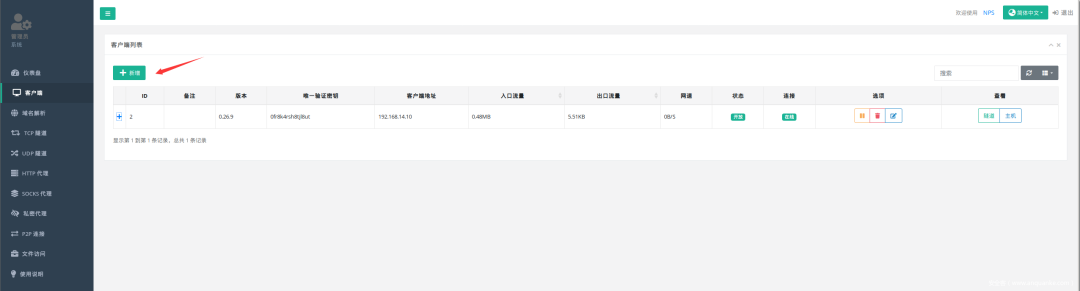 欢迎使用 NPS 简体中文 退出
管理员
系统
仪表盘
客户端
域名解析
TCP 隧道
UDP 隧道
HTTP 代理
SOCKS 代理
私密代理
P2P 连接
文件访问
使用说明
客户端列表
新增
搜索
ID 备注 版本 唯一验证密钥 客户端地址 入口流量 出口流量 网速 状态 连接 选项 查看
2 0.26.9 192.168.14.10 0.48MB 5.51KB 0B/S 开放 在线 隧道 主机
显示第 1 到第 1 条记录，总共 1 条记录